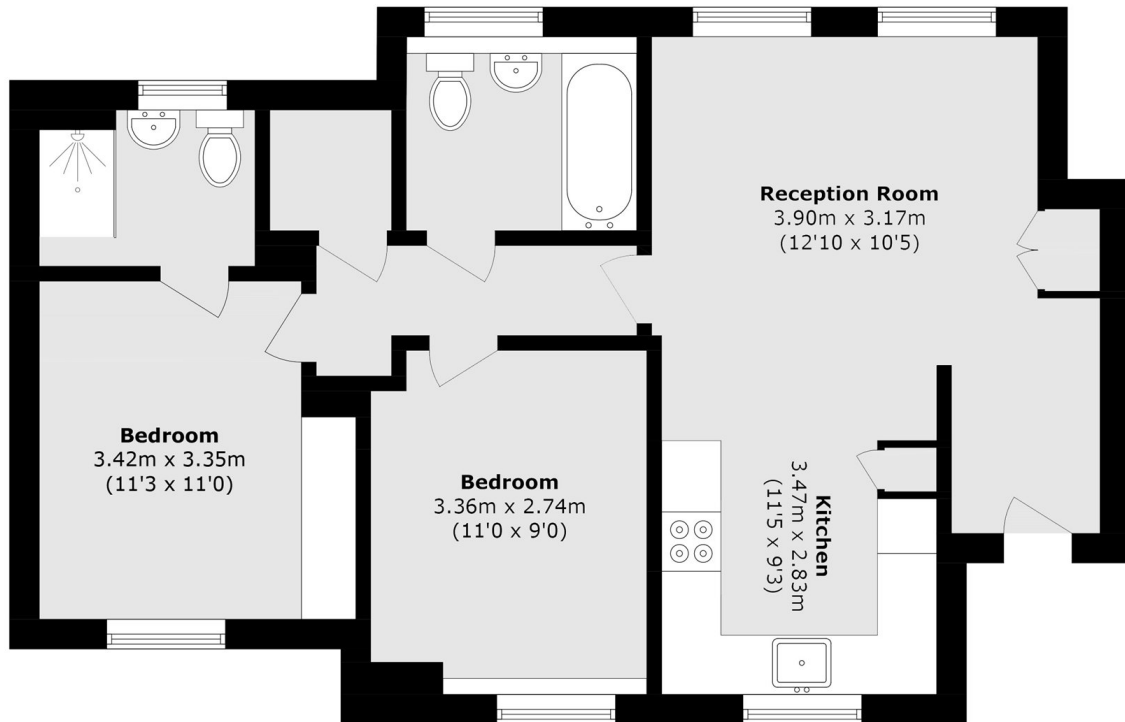 Reception Room
3.90m x 3.17m
(12'10 x 10'5)
Bedroom
3.42m x 3.35m
(11'3 x 11'0)
Bedroom
3.36m x 2.74m
(11'0 x 9'0)
Kitchen
3.47m x 2.83m
(11'5 x 9'3)